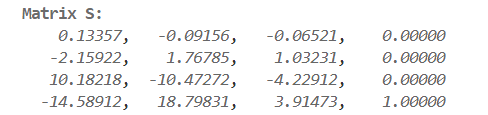 Matrix S:
0.13357, -0.09156, -0.06521, 0.00000
-2.15922, 1.76785, 1.03231, 0.00000
10.18218, -10.47272, -4.22912, 0.00000
-14.58912, 18.79831, 3.91473, 1.00000